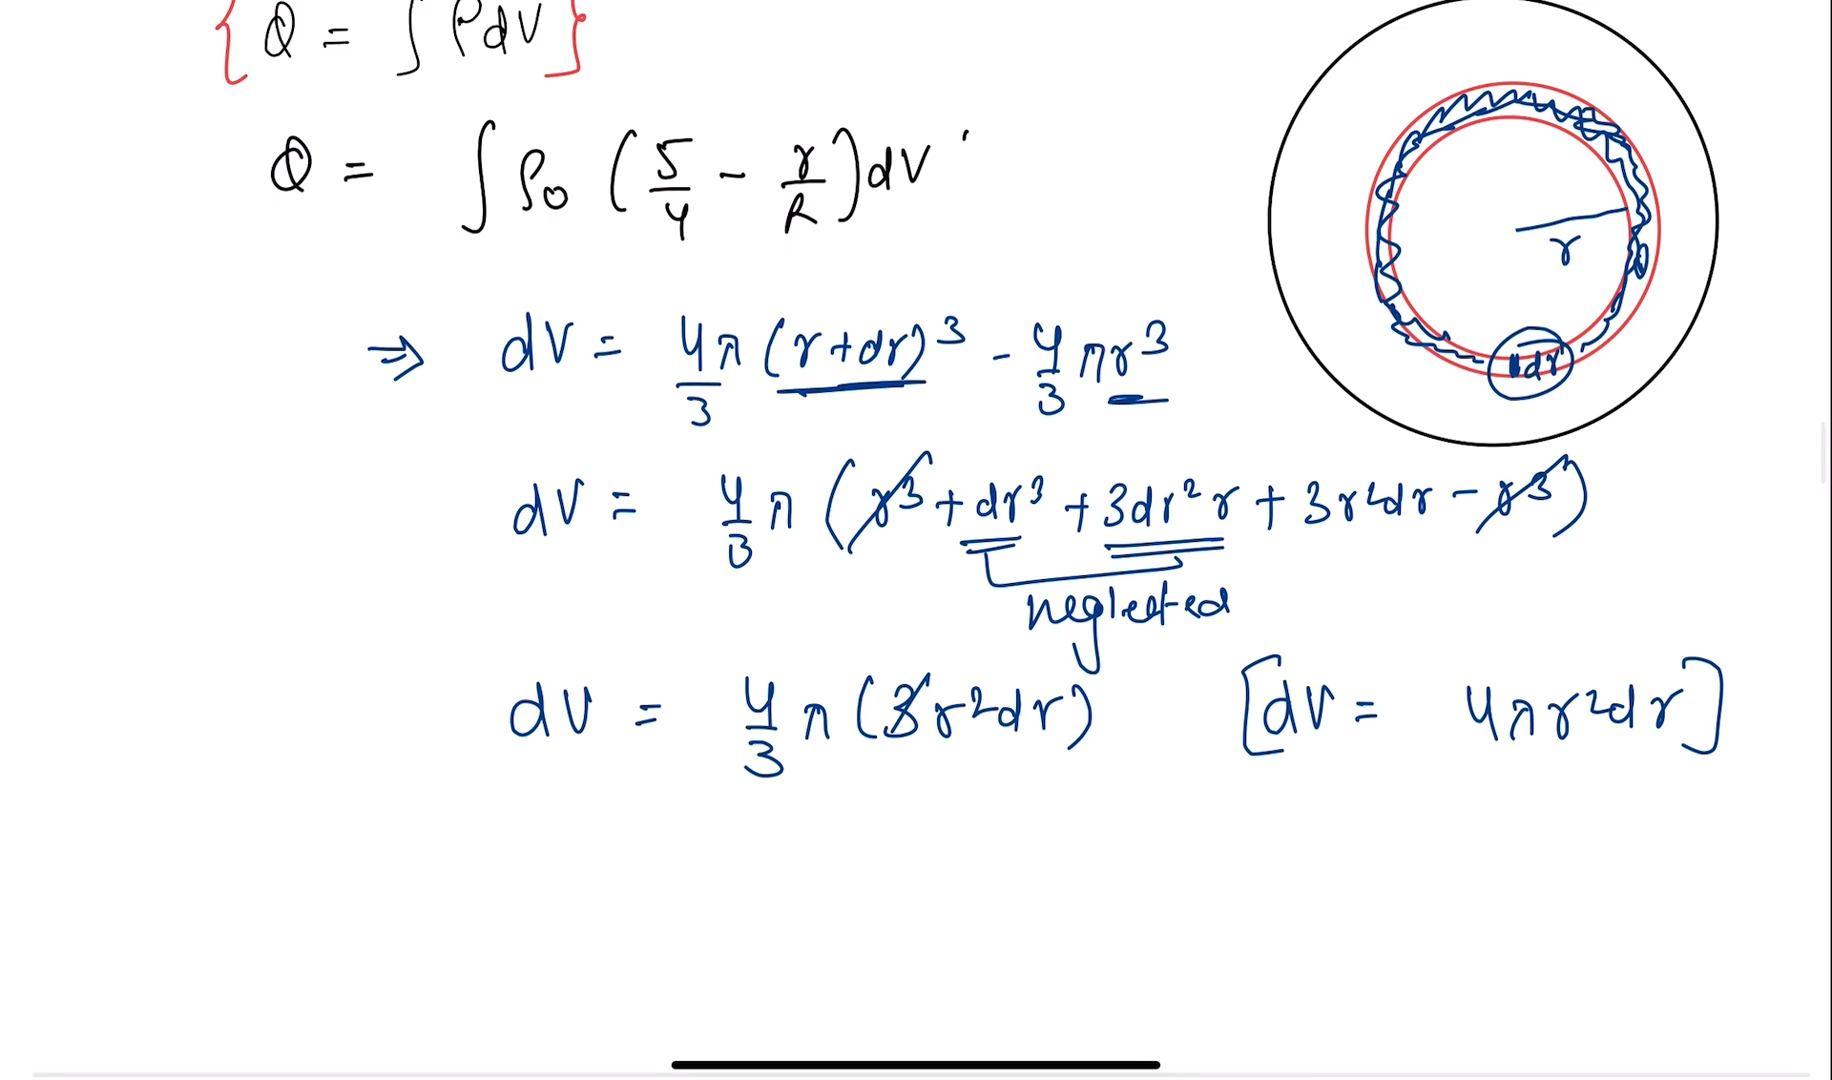 { Q = ∫ ρdV }
Q = ∫ ρ₀ (5/4 - r/R) dV
r
⇒ dV = 4π/3 (r+dr)³ - 4/3 πr³
dr
dV = 4/3 π (r³ + dr³ + 3dr²r + 3r²dr - r³)
neglected
dV = 4/3 π (3r²dr) [dV = 4πr²dr]